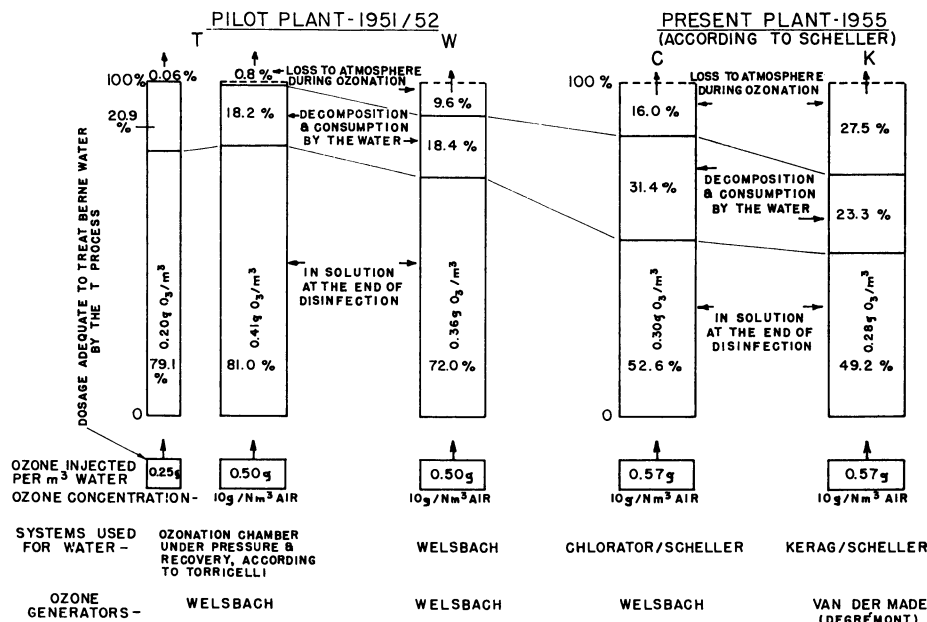 PILOT PLANT-1951/52
PRESENT PLANT-1955
(ACCORDING TO SCHELLER)
T
W
C
K
100%
0.06 %
0.8 %
LOSS TO ATMOSPHERE
DURING OZONATION
9.6 %
100 %
16.0 %
LOSS TO ATMOSPHERE
DURING OZONATION
27.5 %
20.9
%
18.2 %
DECOMPOSITION
& CONSUMPTION
BY THE WATER
18.4 %
31.4 %
DECOMPOSITION
& CONSUMPTION
BY THE WATER
23.3 %
DOSAGE ADEQUATE TO TREAT BERNE WATER
BY THE T PROCESS
0.20g O₃/m³
79.1
%
0.41g O₃/m³
81.0 %
IN SOLUTION
AT THE END OF
DISINFECTION
0.36g O₃/m³
72.0 %
0.30g O₃/m³
52.6 %
IN SOLUTION
AT THE END OF
DISINFECTION
0.28g O₃/m³
49.2 %
0
0
OZONE INJECTED
PER m³ WATER
0.25g
0.50g
0.50g
0.57g
0.57g
OZONE CONCENTRATION-
10g/Nm³ AIR
10g/Nm³ AIR
10g/Nm³ AIR
10g/Nm³ AIR
SYSTEMS USED
FOR WATER-
OZONATION CHAMBER
UNDER PRESSURE &
RECOVERY, ACCORDING
TO TORRICELLI
WELSBACH
CHLORATOR/SCHELLER
KERAG/SCHELLER
OZONE
GENERATORS-
WELSBACH
WELSBACH
WELSBACH
VAN DER MADE
(DEGRÉMONT)